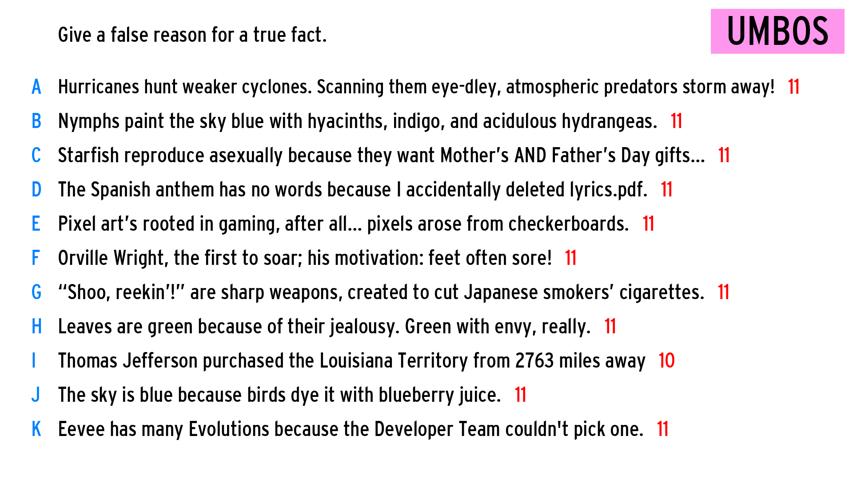 Give a false reason for a true fact.
UMBOS
A Hurricanes hunt weaker cyclones. Scanning them eye-dley, atmospheric predators storm away! 11
B Nymphs paint the sky blue with hyacinths, indigo, and acidulous hydrangeas. 11
C Starfish reproduce asexually because they want Mother's AND Father's Day gifts... 11
D The Spanish anthem has no words because I accidentally deleted lyrics.pdf. 11
E Pixel art's rooted in gaming, after all... pixels arose from checkerboards. 11
F Orville Wright, the first to soar; his motivation: feet often sore! 11
G “Shoo, reekin'!” are sharp weapons, created to cut Japanese smokers' cigarettes. 11
H Leaves are green because of their jealousy. Green with envy, really. 11
I Thomas Jefferson purchased the Louisiana Territory from 2763 miles away 10
J The sky is blue because birds dye it with blueberry juice. 11
K Eevee has many Evolutions because the Developer Team couldn't pick one. 11